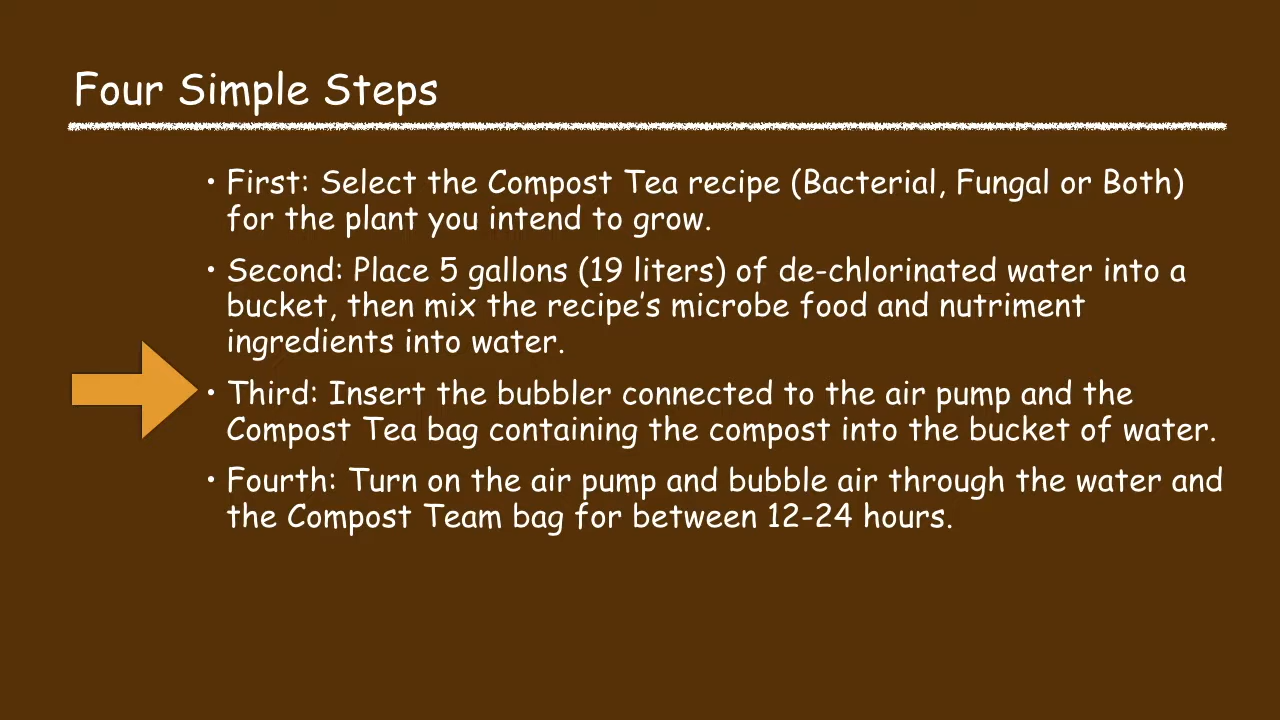 Four Simple Steps
• First: Select the Compost Tea recipe (Bacterial, Fungal or Both)
for the plant you intend to grow.
• Second: Place 5 gallons (19 liters) of de-chlorinated water into a
bucket, then mix the recipe’s microbe food and nutriment
ingredients into water.
• Third: Insert the bubbler connected to the air pump and the
Compost Tea bag containing the compost into the bucket of water.
• Fourth: Turn on the air pump and bubble air through the water and
the Compost Team bag for between 12-24 hours.